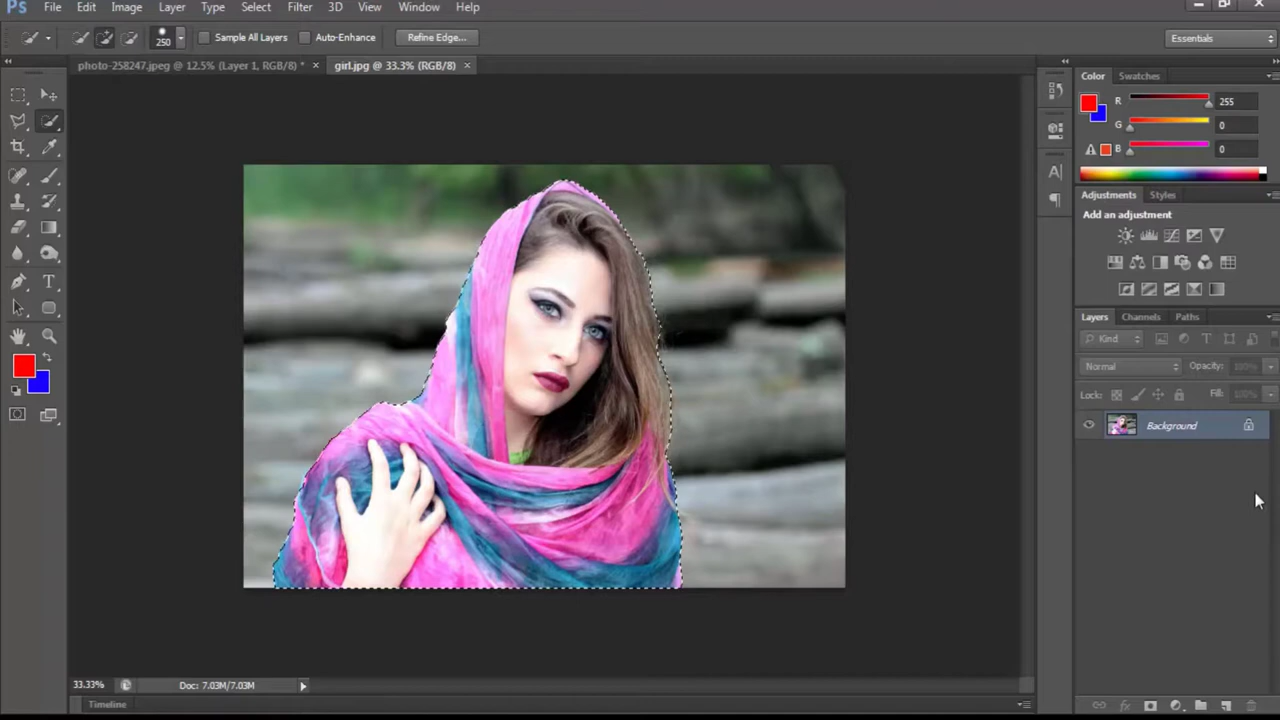 Ps File Edit Image Layer Type Select Filter 3D View Window Help
250 Sample All Layers Auto-Enhance Refine Edge... Essentials
photo-258247.jpeg @ 12.5% (Layer 1, RGB/8) * × girl.jpg @ 33.3% (RGB/8) ×
Color Swatches
R 255
G 0
B 0
Adjustments Styles
Add an adjustment
Layers Channels Paths
Kind
Normal Opacity: 100%
Lock: Fill: 100%
Background
33.33% Doc: 7.03M/7.03M
Timeline